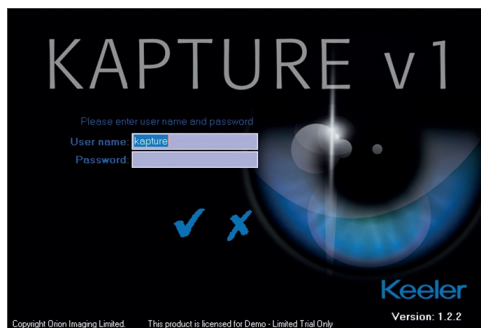 KAPTURE v1
Please enter user name and password
User name: kapture
Password:
Keeler
Version: 1.2.2
Copyright Orion Imaging Limited. This product is licensed for Demo - Limited Trial Only